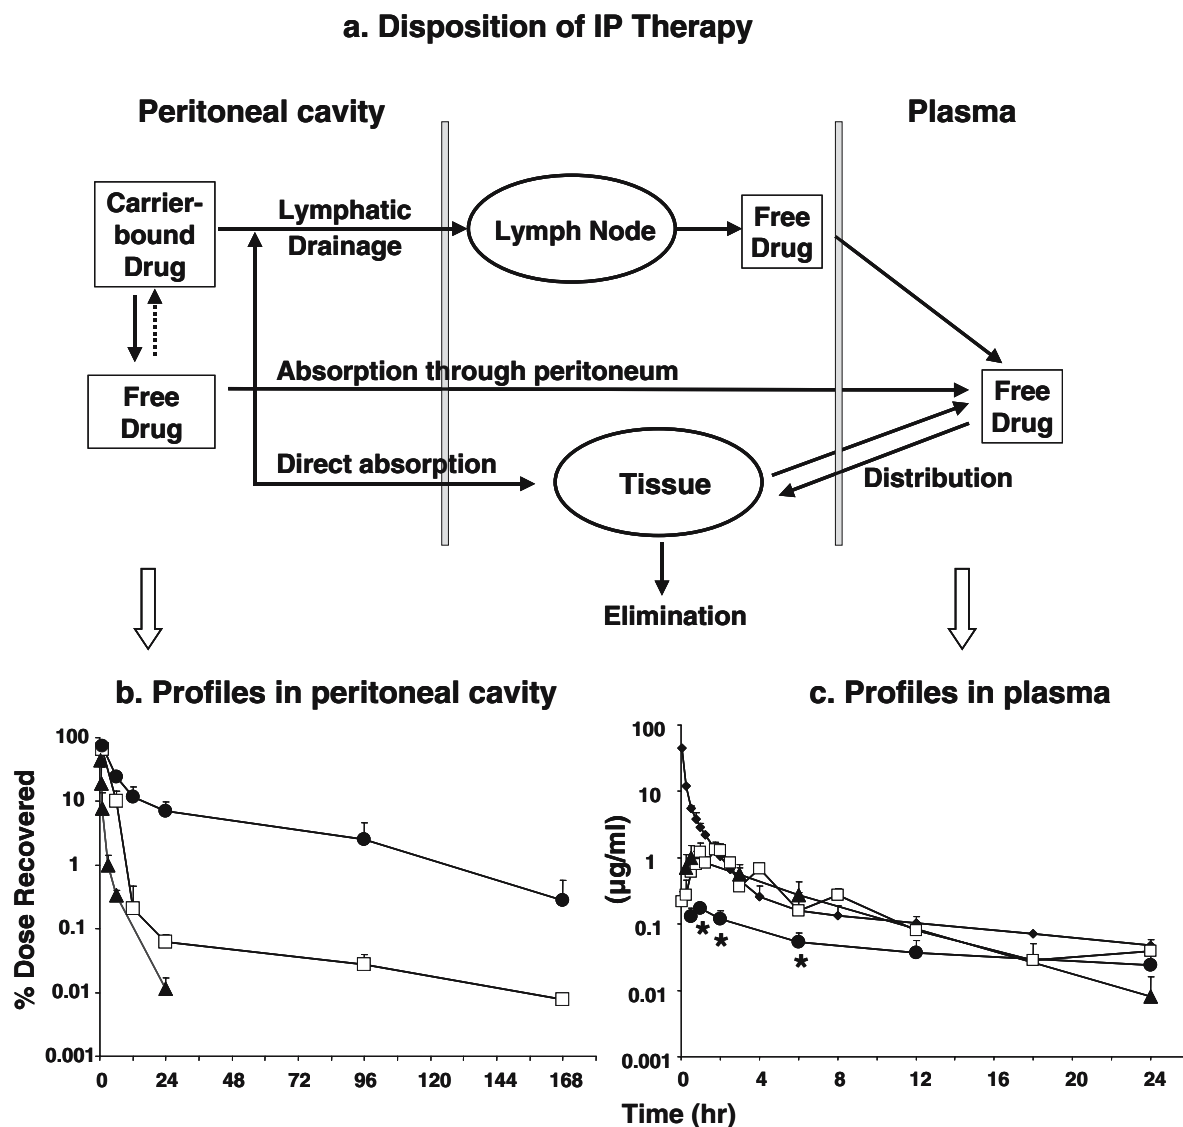 a. Disposition of IP Therapy
Peritoneal cavity
Plasma
Carrier-
bound
Drug
Lymphatic
Drainage
Lymph Node
Free
Drug
Absorption through peritoneum
Free
Drug
Free
Drug
Direct absorption
Tissue
Distribution
Elimination
b. Profiles in peritoneal cavity
c. Profiles in plasma
% Dose Recovered
100
10
1
0.1
0.01
0.001
0 24 48 72 96 120 144 168
(µg/ml)
100
10
1
0.1
0.01
0.001
*
*
*
0 4 8 12 16 20 24
Time (hr)